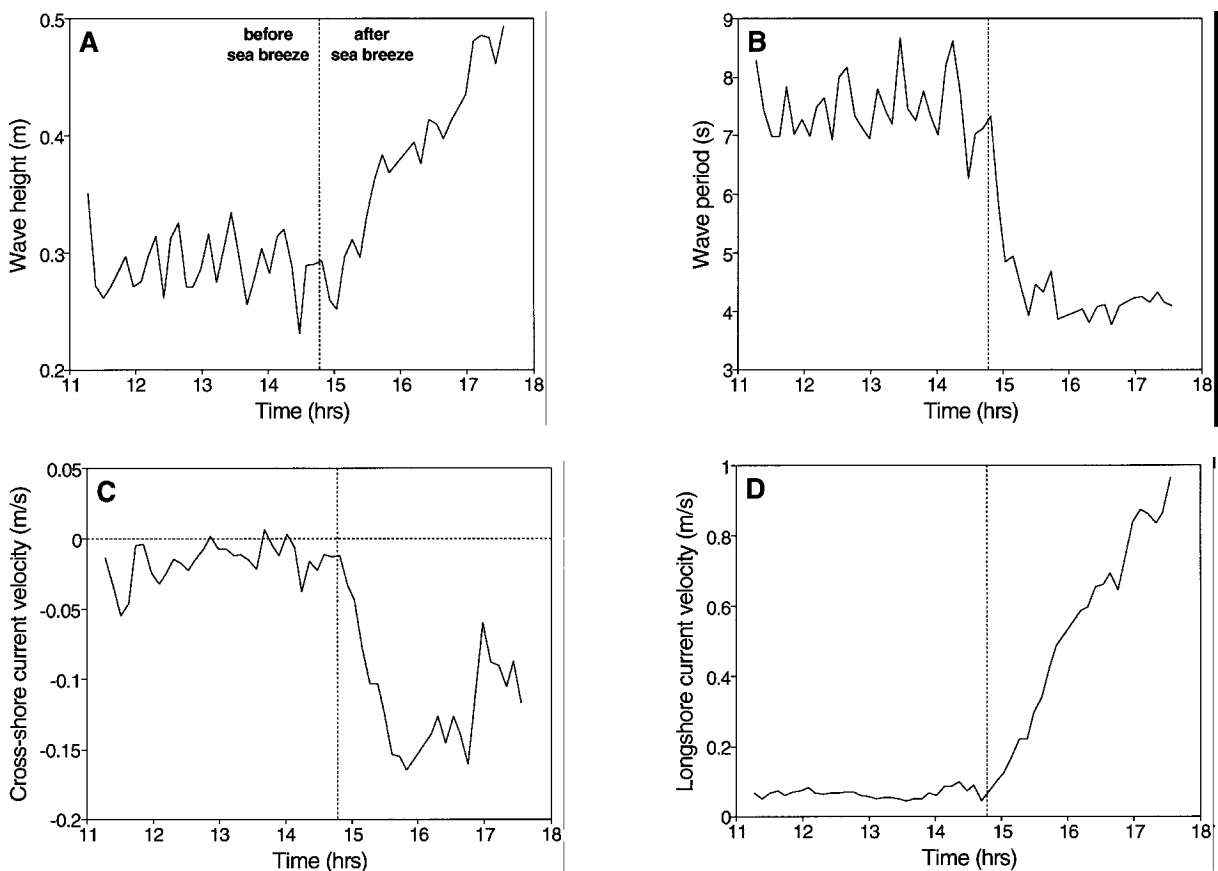 A
before
sea breeze
after
sea breeze
Wave height (m)
0.5
0.4
0.3
0.2
11 12 13 14 15 16 17 18
Time (hrs)
B
Wave period (s)
9
8
7
6
5
4
3
11 12 13 14 15 16 17 18
Time (hrs)
C
Cross-shore current velocity (m/s)
0.05
0
-0.05
-0.1
-0.15
-0.2
11 12 13 14 15 16 17 18
Time (hrs)
D
Longshore current velocity (m/s)
1
0.8
0.6
0.4
0.2
0
11 12 13 14 15 16 17 18
Time (hrs)